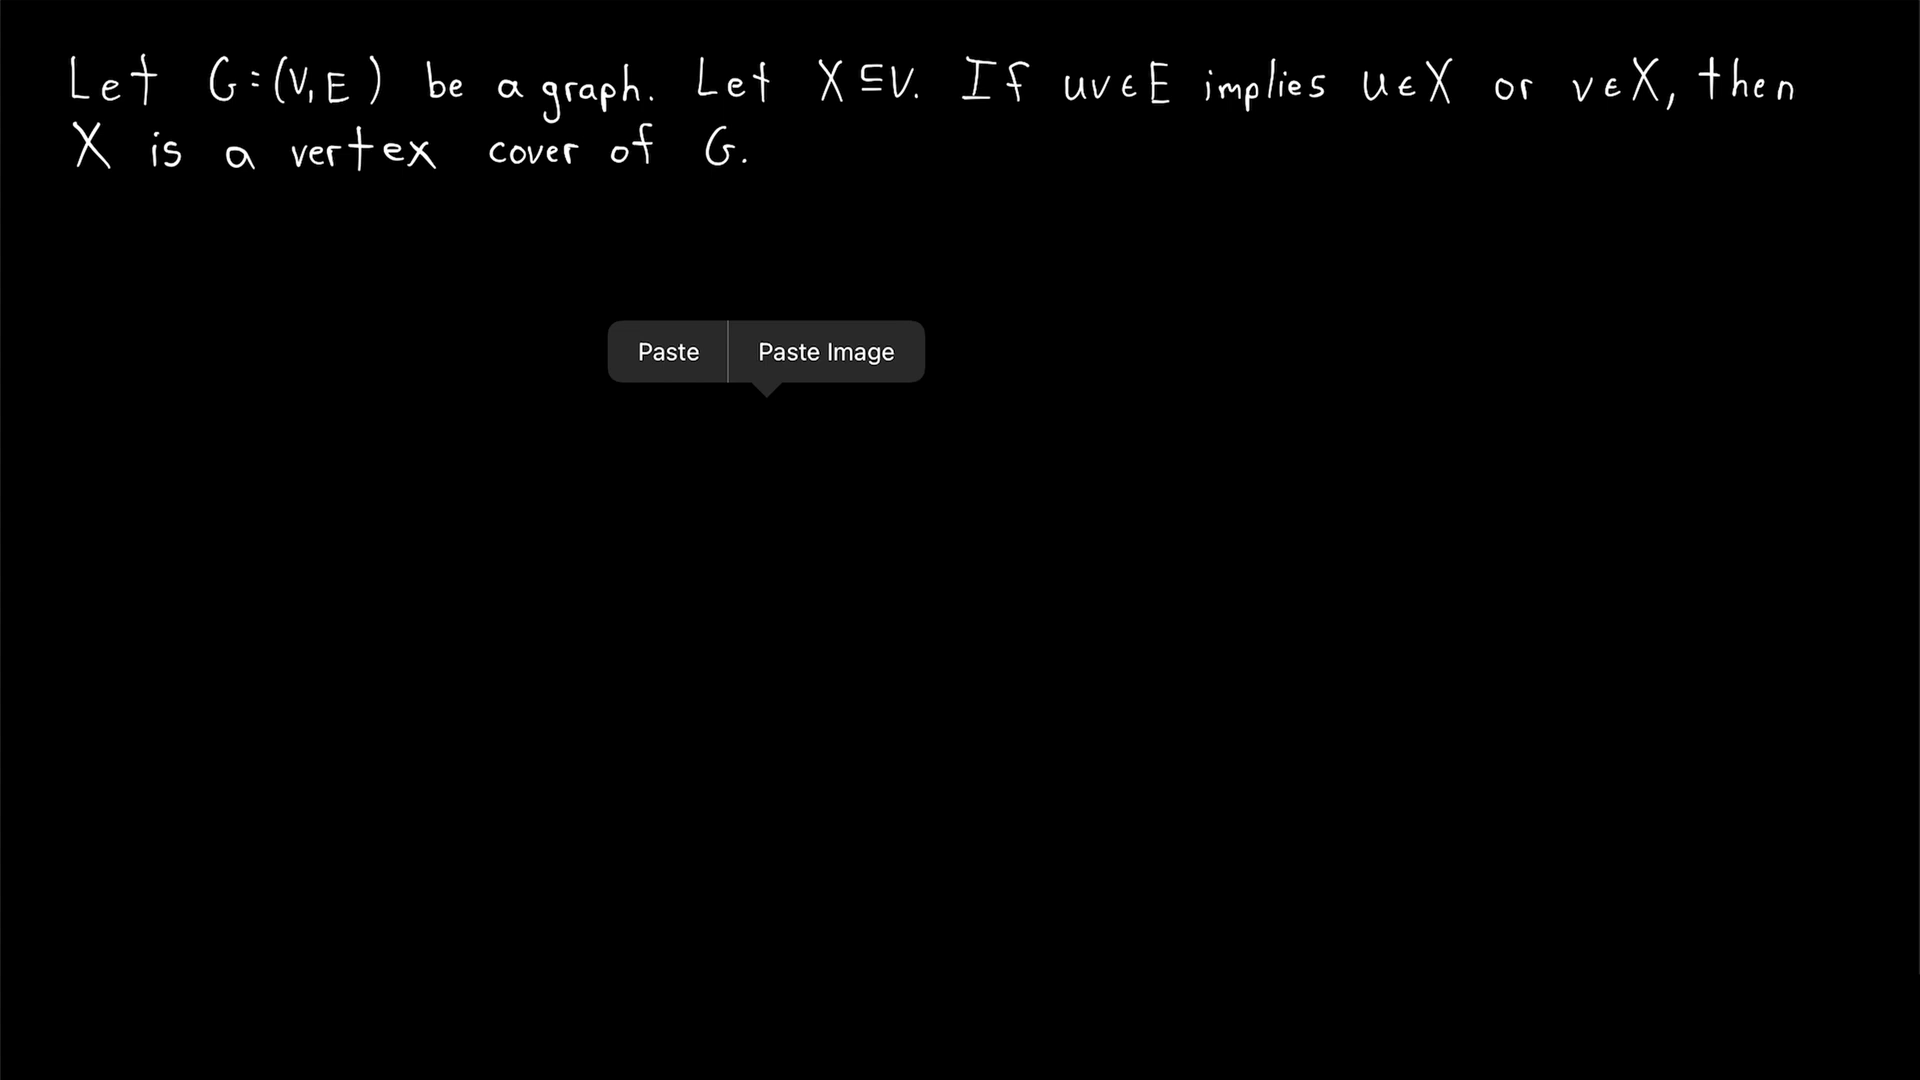 Let G=(V,E) be a graph. Let X⊆V. If uv∈E implies u∈X or v∈X, then
X is a vertex cover of G.
Paste Paste Image